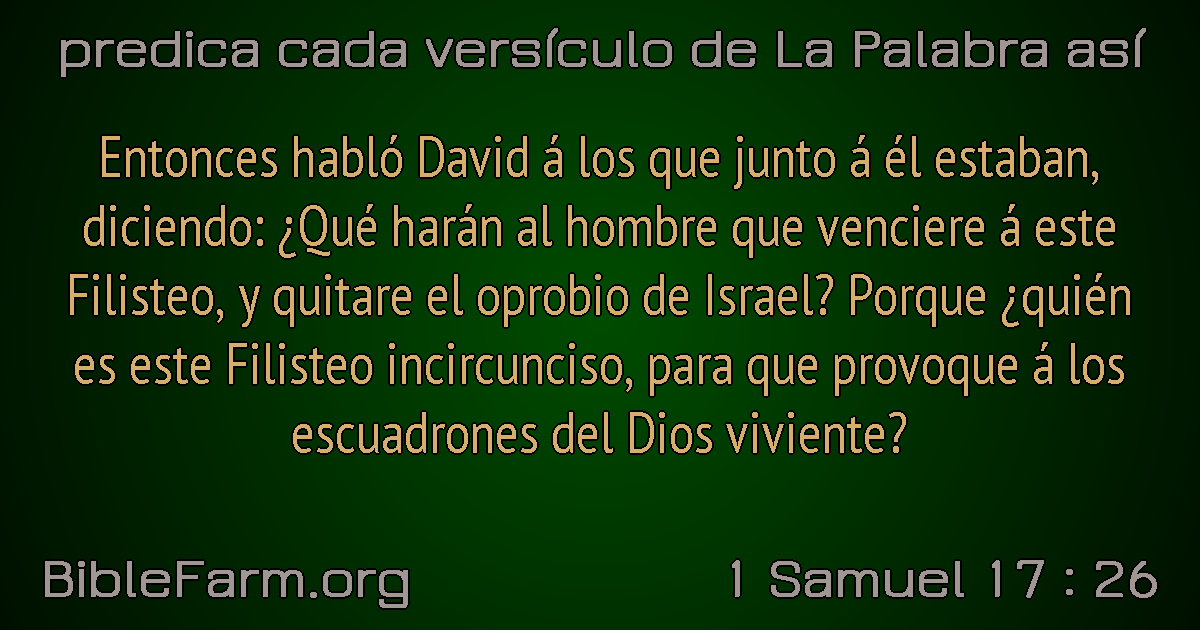 predica cada versículo de La Palabra así
Entonces habló David á los que junto á él estaban,
diciendo: ¿Qué harán al hombre que venciere á este
Filisteo, y quitare el oprobio de Israel? Porque ¿quién
es este Filisteo incircunciso, para que provoque á los
escuadrones del Dios viviente?
BibleFarm.org
1 Samuel 17 : 26